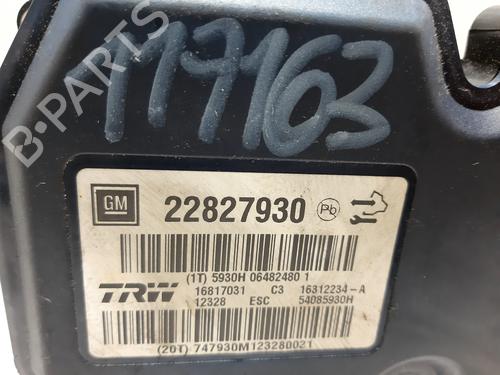 117163
B-PARTS
GM 22827930 Pb
(1T) 5930H 06482480 1
TRW 16817031 C3 16312234-A
12328 ESC 54085930H
(20T) 747930M123280021